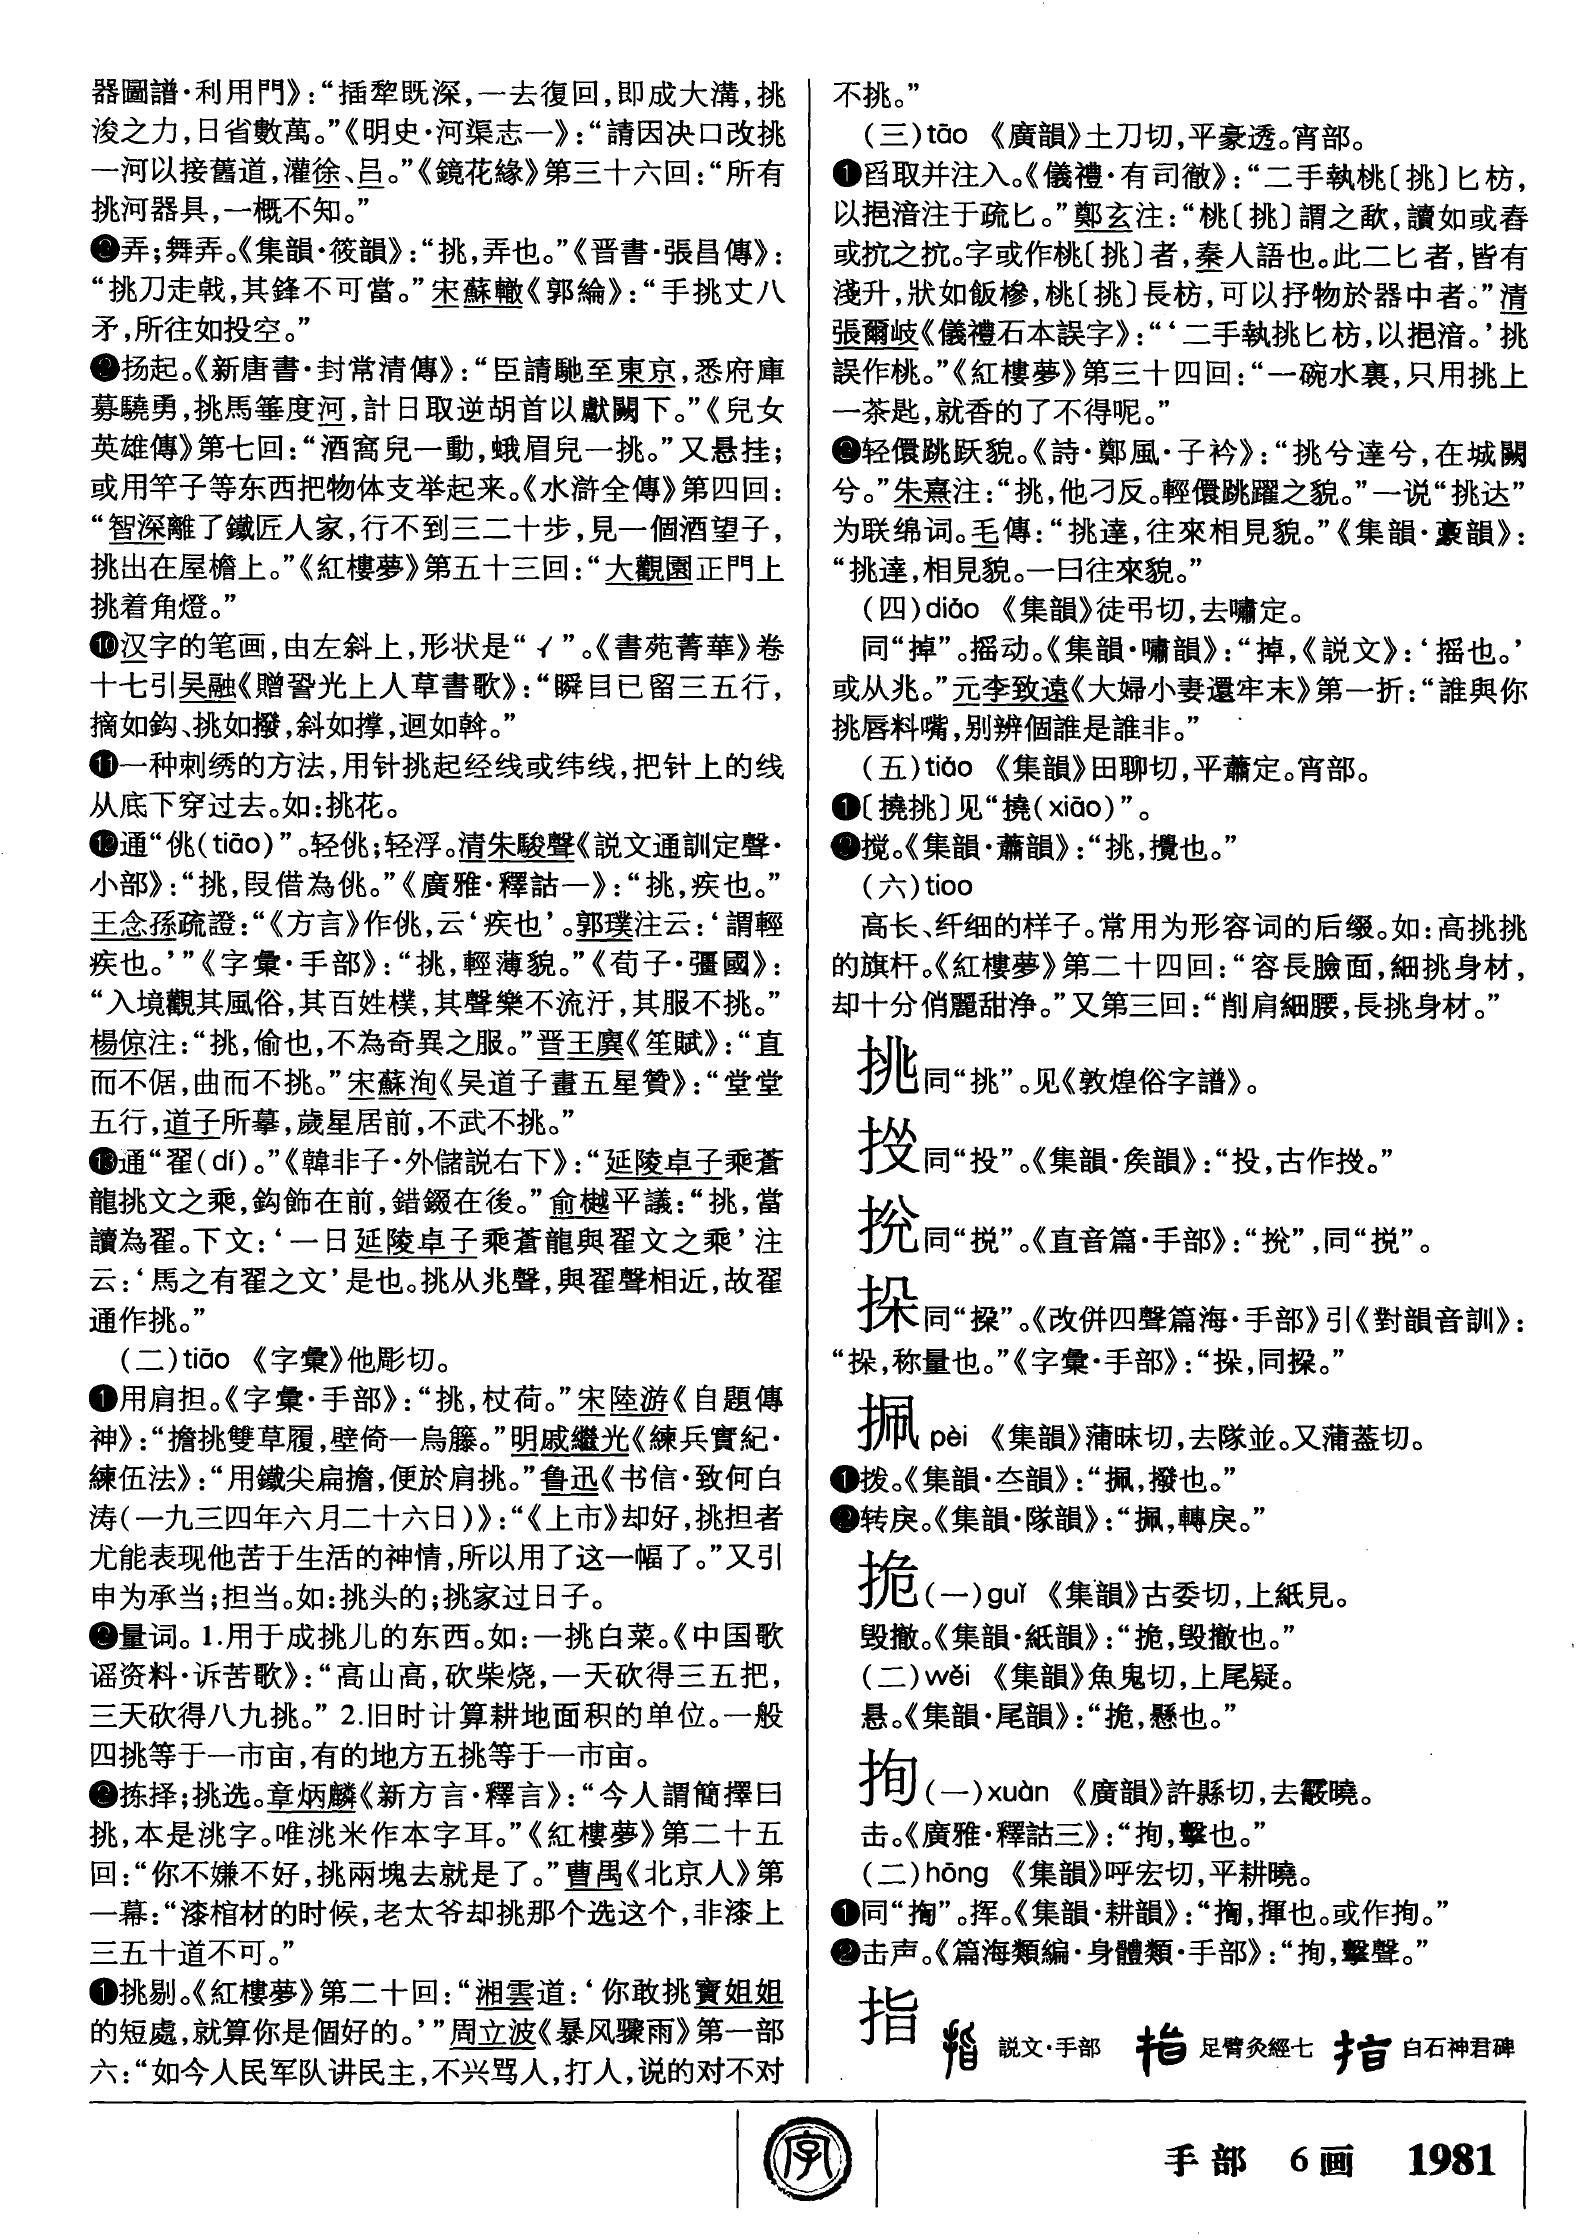 器圖譜·利用門》：“插犂既深，一去復回，即成大溝，挑
浚之力，日省數萬。”《明史·河渠志一》：“請因决口改挑
一河以接舊道，灌徐、吕。”《鏡花緣》第三十六回：“所有
挑河器具，一概不知。”
❽弄；舞弄。《集韻·筱韻》：“挑，弄也。”《晋書·張昌傳》：
“挑刀走戟，其鋒不可當。”宋蘇轍《郭綸》：“手挑丈八
矛，所往如投空。”
❾扬起。《新唐書·封常清傳》：“臣請馳至東京，悉府庫
募驍勇，挑馬箠度河，計日取逆胡首以獻闕下。”《兒女
英雄傳》第七回：“酒窩兒一動，蛾眉兒一挑。”又悬挂；
或用竿子等东西把物体支举起来。《水滸全傳》第四回：
“智深離了鐵匠人家，行不到三二十步，見一個酒望子，
挑出在屋檐上。”《紅樓夢》第五十三回：“大觀園正門上
挑着角燈。”
❿汉字的笔画，由左斜上，形状是“㇀”。《書苑菁華》卷
十七引吴融《贈䛒光上人草書歌》：“瞬目已留三五行，
摘如鈎、挑如撥，斜如撑，迴如斡。”
⓫一种刺绣的方法，用针挑起经线或纬线，把针上的线
从底下穿过去。如：挑花。
⓬通“佻（tiāo）”。轻佻；轻浮。清朱駿聲《説文通訓定聲·
小部》：“挑，叚借為佻。”《廣雅·釋詁一》：“挑，疾也。”
王念孫疏證：“《方言》作佻，云‘疾也’。郭璞注云：‘謂輕
疾也。’”《字彙·手部》：“挑，輕薄貌。”《荀子·彊國》：
“入境觀其風俗，其百姓樸，其聲樂不流汙，其服不挑。”
楊倞注：“挑，偷也，不為奇異之服。”晋王廙《笙賦》：“直
而不倨，曲而不挑。”宋蘇洵《吴道子畫五星贊》：“堂堂
五行，道子所摹，歲星居前，不武不挑。”
⓭通“翟（dí）。”《韓非子·外儲説右下》：“延陵卓子乘蒼
龍挑文之乘，鈎飾在前，錯錣在後。”俞樾平議：“挑，當
讀為翟。下文：‘一日延陵卓子乘蒼龍與翟文之乘’注
云：‘馬之有翟之文’是也。挑从兆聲，與翟聲相近，故翟
通作挑。”
（二）tiāo 《字彙》他彫切。
❶用肩担。《字彙·手部》：“挑，杖荷。”宋陸游《自題傳
神》：“擔挑雙草履，壁倚一烏籐。”明戚繼光《練兵實紀·
練伍法》：“用鐵尖扁擔，便於肩挑。”鲁迅《书信·致何白
涛（一九三四年六月二十六日）》：“《上市》却好，挑担者
尤能表现他苦于生活的神情，所以用了这一幅了。”又引
申为承当；担当。如：挑头的；挑家过日子。
❷量词。1.用于成挑儿的东西。如：一挑白菜。《中国歌
谣资料·诉苦歌》：“高山高，砍柴烧，一天砍得三五把，
三天砍得八九挑。” 2.旧时计算耕地面积的单位。一般
四挑等于一市亩，有的地方五挑等于一市亩。
❸拣择；挑选。章炳麟《新方言·釋言》：“今人謂簡擇曰
挑，本是洮字。唯洮米作本字耳。”《紅樓夢》第二十五
回：“你不嫌不好，挑兩塊去就是了。”曹禺《北京人》第
一幕：“漆棺材的时候，老太爷却挑那个选这个，非漆上
三五十道不可。”
❶挑剔。《紅樓夢》第二十回：“湘雲道：‘你敢挑寶姐姐
的短處，就算你是個好的。’”周立波《暴风骤雨》第一部
六：“如今人民军队讲民主，不兴骂人，打人，说的对不对
不挑。”
（三）tāo 《廣韻》土刀切，平豪透。宵部。
❶舀取并注入。《儀禮·有司徹》：“二手執桃〔挑〕匕枋，
以挹湆注于疏匕。”鄭玄注：“桃〔挑〕謂之歃，讀如或舂
或抭之抭。字或作桃〔挑〕者，秦人語也。此二匕者，皆有
淺升，狀如飯橾，桃〔挑〕長枋，可以抒物於器中者。”清
張爾岐《儀禮石本誤字》：“‘二手執挑匕枋，以挹湆。’挑
誤作桃。”《紅樓夢》第三十四回：“一碗水裏，只用挑上
一茶匙，就香的了不得呢。”
❷轻儇跳跃貌。《詩·鄭風·子衿》：“挑兮達兮，在城闕
兮。”朱熹注：“挑，他刁反。輕儇跳躍之貌。”一说“挑达”
为联绵词。毛傳：“挑達，往來相見貌。”《集韻·豪韻》：
“挑達，相見貌。一曰往來貌。”
（四）diǎo 《集韻》徒弔切，去嘯定。
同“掉”。摇动。《集韻·嘯韻》：“掉，《説文》：‘摇也。’
或从兆。”元李致遠《大婦小妻還牢末》第一折：“誰與你
挑唇料嘴，别辨個誰是誰非。”
（五）tiáo 《集韻》田聊切，平蕭定。宵部。
❶〔撓挑〕见“撓（xiāo）”。
❷搅。《集韻·蕭韻》：“挑，攪也。”
（六）tioo
高长、纤细的样子。常用为形容词的后缀。如：高挑挑
的旗杆。《紅樓夢》第二十四回：“容長臉面，細挑身材，
却十分俏麗甜净。”又第三回：“削肩細腰，長挑身材。”
挑同“挑”。见《敦煌俗字譜》。
同“投”。《集韻·矦韻》：“投，古作㧻。”
挩同“挩”。《直音篇·手部》：“挩”，同“挩”。
挅同“揲”。《改併四聲篇海·手部》引《對韻音訓》：
“挅，称量也。”《字彙·手部》：“挅，同揲。”
㧩pèi 《集韻》蒲昧切，去隊並。又蒲蓋切。
❶拨。《集韻·夳韻》：“㧩，撥也。”
❷转戾。《集韻·隊韻》：“㧩，轉戾。”
㧪（一）guǐ 《集韻》古委切，上紙見。
毁撤。《集韻·紙韻》：“㧪，毁撤也。”
（二）wěi 《集韻》魚鬼切，上尾疑。
悬。《集韻·尾韻》：“㧪，懸也。”
㧦（一）xuàn 《廣韻》許縣切，去霰曉。
击。《廣雅·釋詁三》：“㧦，擊也。”
（二）hōng 《集韻》呼宏切，平耕曉。
❶同“揈”。挥。《集韻·耕韻》：“揈，揮也。或作㧦。”
❷击声。《篇海類編·身體類·手部》：“㧦，擊聲。”
指 説文·手部 足臂灸經七 白石神君碑
字
手部 6画 1981